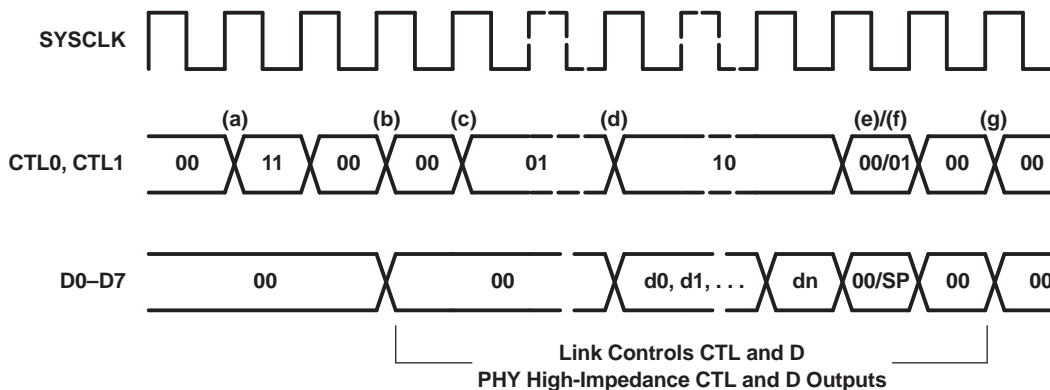 SYSCLK
(a) (b) (c) (d) (e)/(f) (g)
CTL0, CTL1 00 11 00 00 01 10 00/01 00 00
D0–D7 00 00 d0, d1, . . . dn 00/SP 00 00
Link Controls CTL and D
PHY High-Impedance CTL and D Outputs